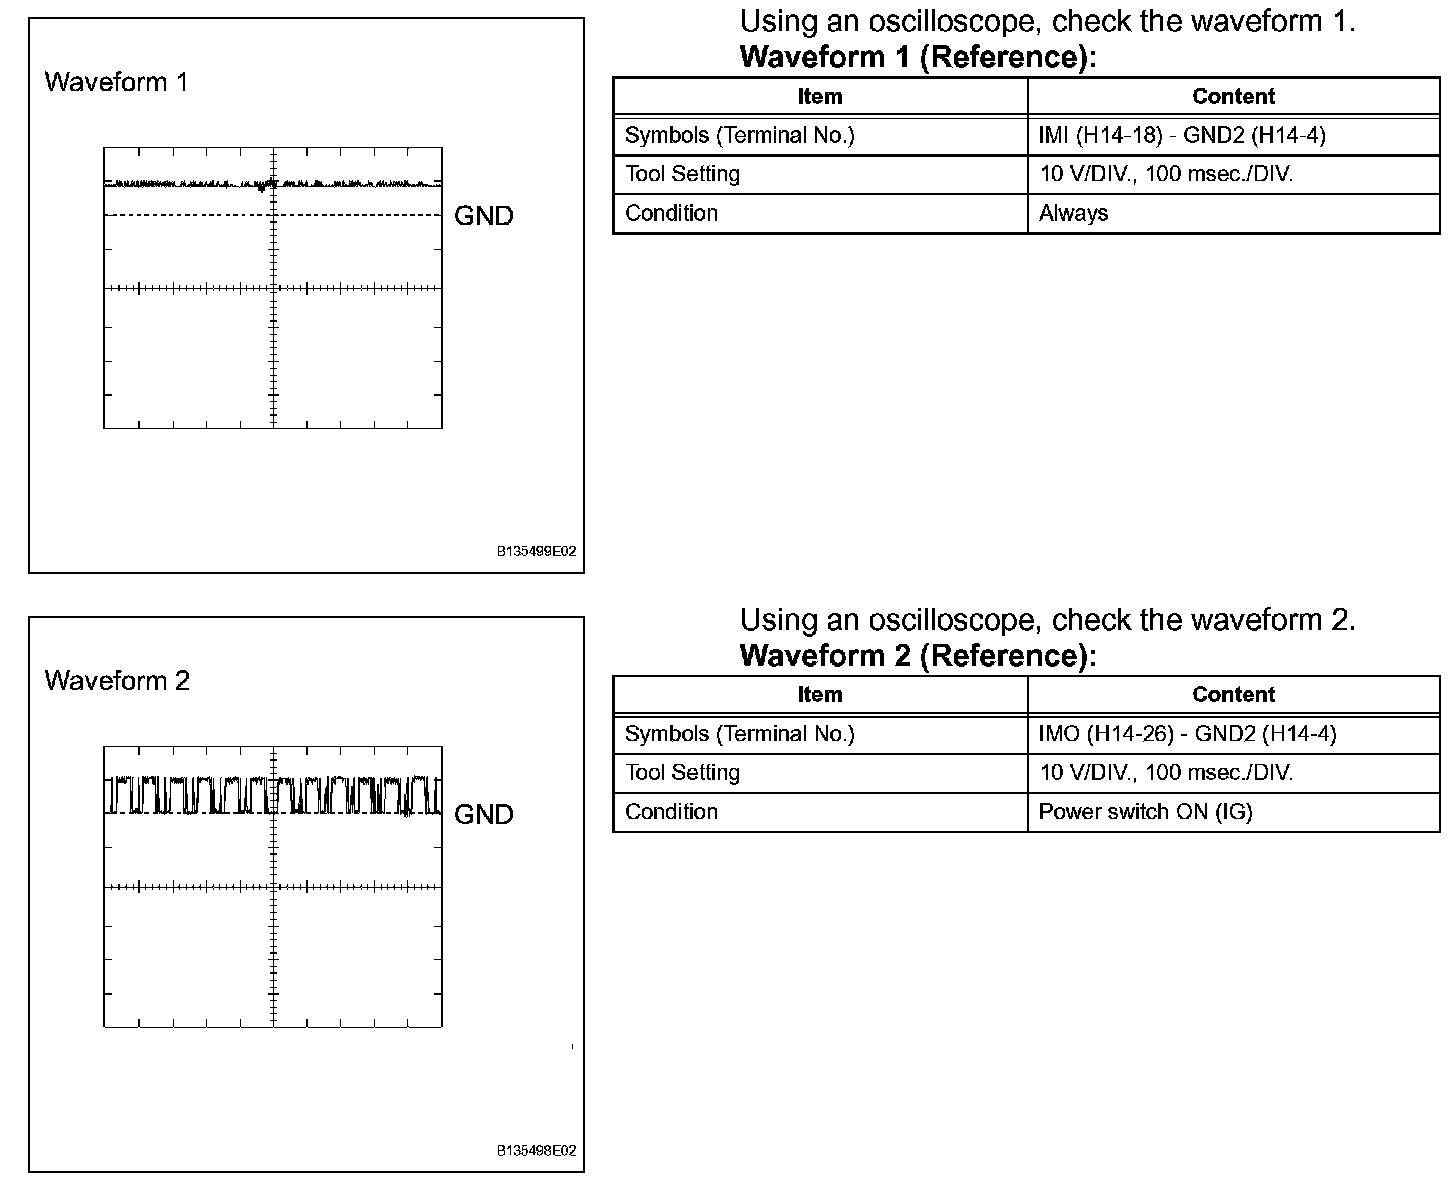 Using an oscilloscope, check the waveform 1.
Waveform 1 (Reference):
Waveform 1
GND
B135499E02
Item Content
Symbols (Terminal No.) IMI (H14-18) - GND2 (H14-4)
Tool Setting 10 V/DIV., 100 msec./DIV.
Condition Always
Using an oscilloscope, check the waveform 2.
Waveform 2 (Reference):
Waveform 2
GND
B135498E02
Item Content
Symbols (Terminal No.) IMO (H14-26) - GND2 (H14-4)
Tool Setting 10 V/DIV., 100 msec./DIV.
Condition Power switch ON (IG)